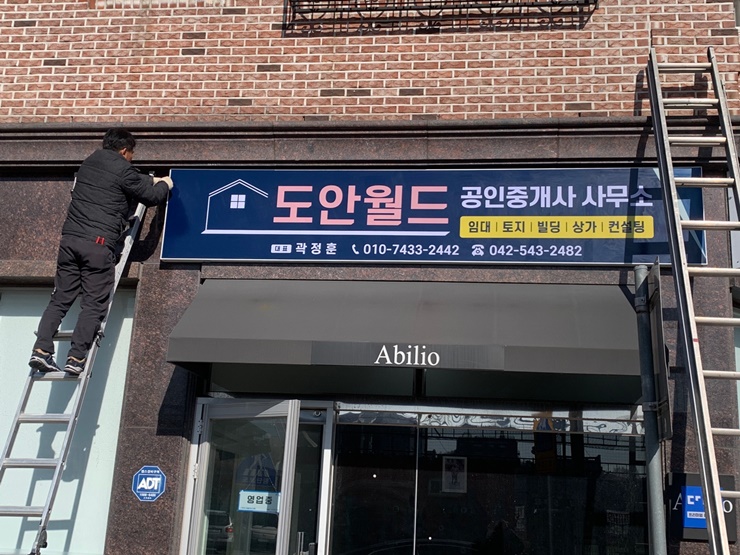 도안월드 공인중개사 사무소
임대 | 토지 | 빌딩 | 상가 | 컨설팅
대표 곽정훈 010-7433-2442 042-543-2482
Abilio
ADT
영업중
A